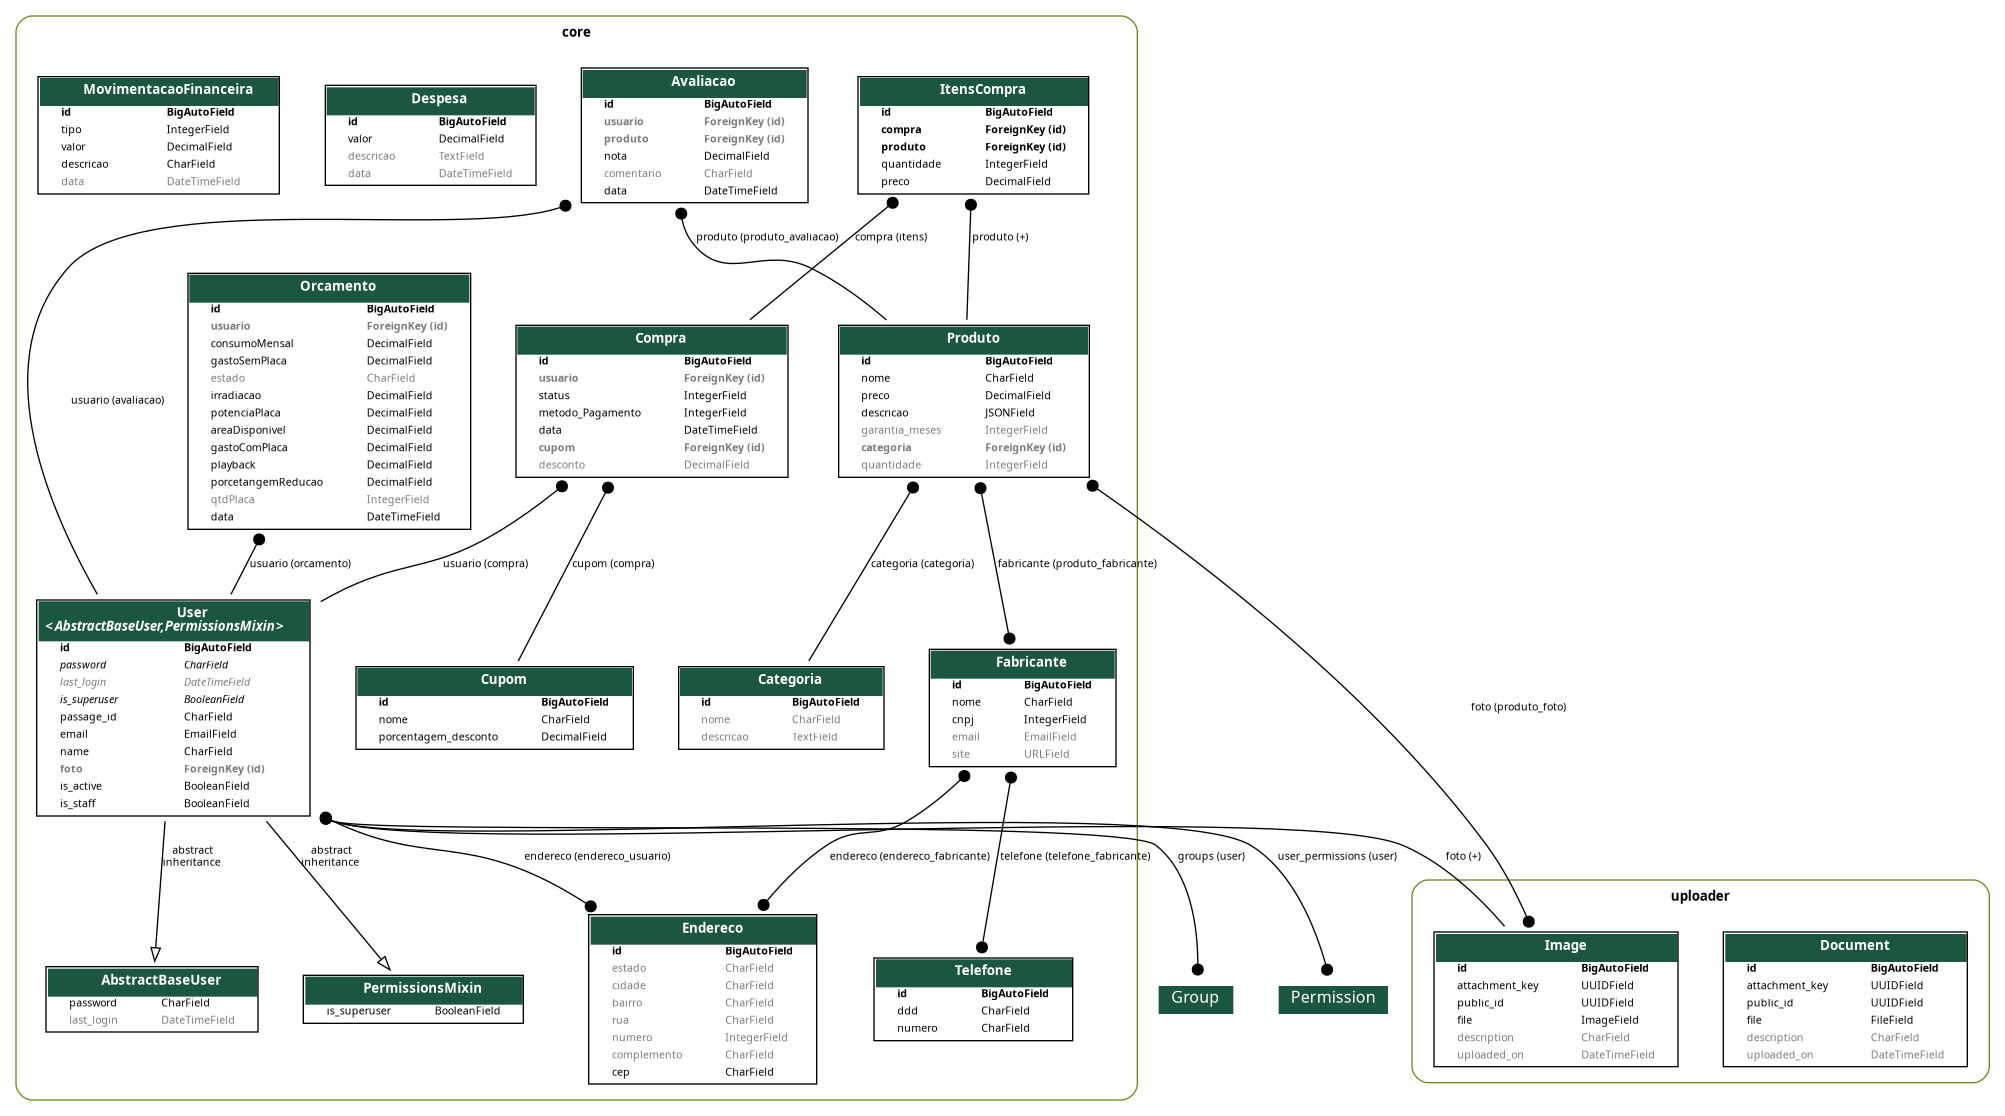 core
MovimentacaoFinanceira
id BigAutoField
tipo IntegerField
valor DecimalField
descricao CharField
data DateTimeField
Despesa
id BigAutoField
valor DecimalField
descricao TextField
data DateTimeField
Avaliacao
id BigAutoField
usuario ForeignKey (id)
produto ForeignKey (id)
nota DecimalField
comentario CharField
data DateTimeField
ItensCompra
id BigAutoField
compra ForeignKey (id)
produto ForeignKey (id)
quantidade IntegerField
preco DecimalField
produto (produto_avaliacao)
compra (itens)
produto (+)
usuario (avaliacao)
Orcamento
id BigAutoField
usuario ForeignKey (id)
consumoMensal DecimalField
gastoSemPlaca DecimalField
estado CharField
irradiacao DecimalField
potenciaPlaca DecimalField
areaDisponivel DecimalField
gastoComPlaca DecimalField
playback DecimalField
porcetangemReducao DecimalField
qtdPlaca IntegerField
data DateTimeField
Compra
id BigAutoField
usuario ForeignKey (id)
status IntegerField
metodo_Pagamento IntegerField
data DateTimeField
cupom ForeignKey (id)
desconto DecimalField
Produto
id BigAutoField
nome CharField
preco DecimalField
descricao JSONField
garantia_meses IntegerField
categoria ForeignKey (id)
quantidade IntegerField
usuario (orcamento)
usuario (compra)
cupom (compra)
categoria (categoria)
fabricante (produto_fabricante)
foto (produto_foto)
User
<AbstractBaseUser,PermissionsMixin>
id BigAutoField
password CharField
last_login DateTimeField
is_superuser BooleanField
passage_id CharField
email EmailField
name CharField
foto ForeignKey (id)
is_active BooleanField
is_staff BooleanField
Cupom
id BigAutoField
nome CharField
porcentagem_desconto DecimalField
Categoria
id BigAutoField
nome CharField
descricao TextField
Fabricante
id BigAutoField
nome CharField
cnpj IntegerField
email EmailField
site URLField
abstract
inheritance
abstract
inheritance
endereco (endereco_usuario)
endereco (endereco_fabricante)
telefone (telefone_fabricante)
groups (user)
user_permissions (user)
foto (+)
AbstractBaseUser
password CharField
last_login DateTimeField
PermissionsMixin
is_superuser BooleanField
Endereco
id BigAutoField
estado CharField
cidade CharField
bairro CharField
rua CharField
numero IntegerField
complemento CharField
cep CharField
Telefone
id BigAutoField
ddd CharField
numero CharField
Group
Permission
uploader
Image
id BigAutoField
attachment_key UUIDField
public_id UUIDField
file ImageField
description CharField
uploaded_on DateTimeField
Document
id BigAutoField
attachment_key UUIDField
public_id UUIDField
file FileField
description CharField
uploaded_on DateTimeField